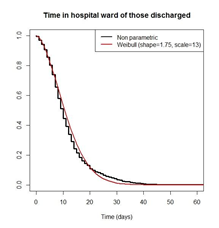 Time in hospital ward of those discharged
Non parametric
Weibull (shape=1.75, scale=13)
1.0
0.8
0.6
0.4
0.2
0.0
0 10 20 30 40 50 60
Time (days)